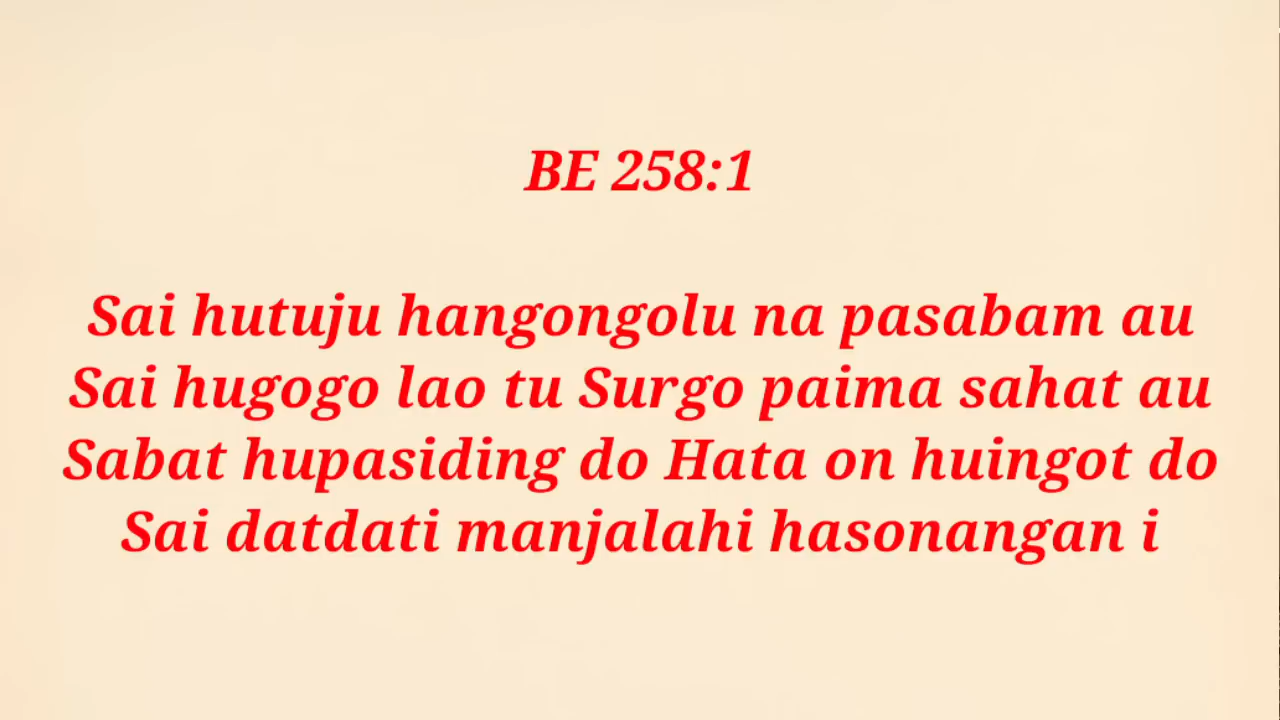 BE 258:1
Sai hutuju hangongolu na pasabam au
Sai hugogo lao tu Surgo paima sahat au
Sabat hupasiding do Hata on huingot do
Sai datdati manjalahi hasonangan i